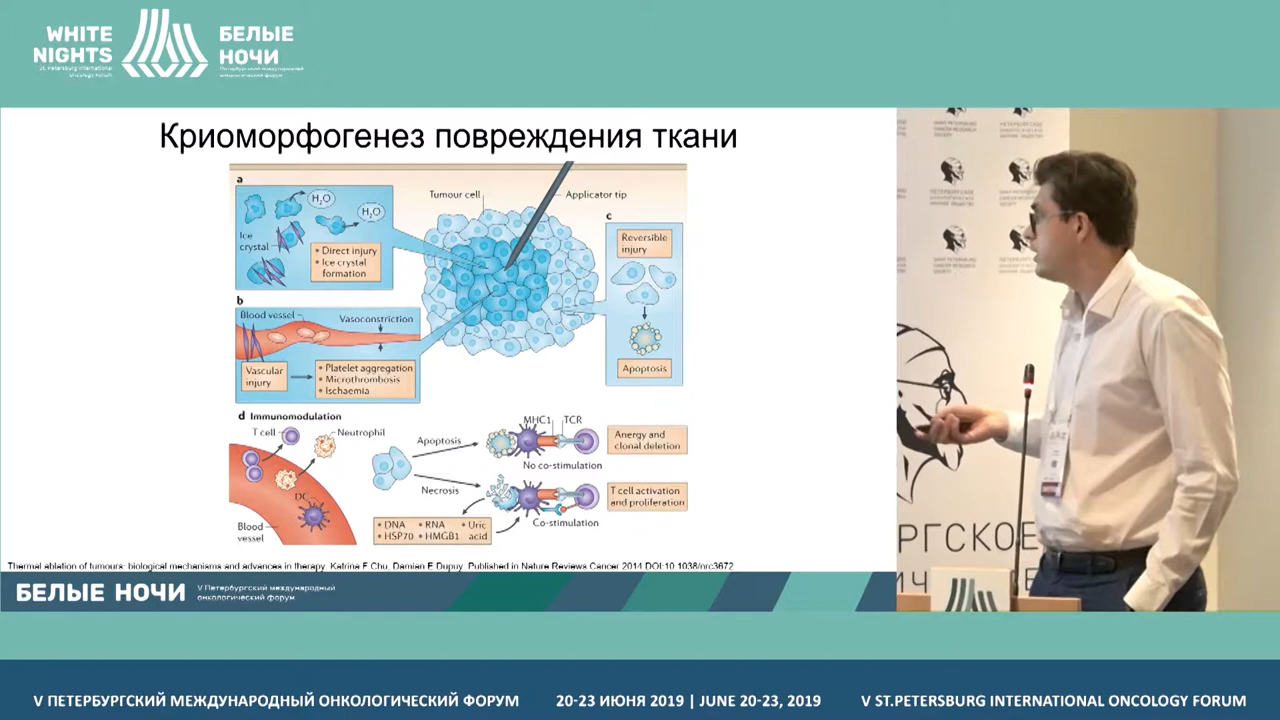 WHITE
NIGHTS
St. Petersburg International
Oncology Forum
БЕЛЫЕ
НОЧИ
Петербургский международный
онкологический форум
Криоморфогенез повреждения ткани
a
H₂O
H₂O
Ice
crystal
• Direct injury
• Ice crystal
formation
Tumour cell
Applicator tip
c
Reversible
injury
Apoptosis
b
Blood vessel
Vasoconstriction
Vascular
injury
• Platelet aggregation
• Microthrombosis
• Ischaemia
d Immunomodulation
T cell
Neutrophil
DC
Blood
vessel
Apoptosis
Necrosis
MHC1 TCR
No co-stimulation
Anergy and
clonal deletion
Co-stimulation
T cell activation
and proliferation
• DNA • RNA • Uric
• HSP70 • HMGB1 acid
Thermal ablation of tumours: biological mechanisms and advances in therapy. Katrina F Chu, Damian E Dupuy. Published in Nature Reviews Cancer 2014 DOI:10.1038/nrc3672
БЕЛЫЕ НОЧИ
V Петербургский международный
онкологический форум
РГСКОЕ
V ПЕТЕРБУРГСКИЙ МЕЖДУНАРОДНЫЙ ОНКОЛОГИЧЕСКИЙ ФОРУМ 20-23 ИЮНЯ 2019 | JUNE 20-23, 2019 V ST.PETERSBURG INTERNATIONAL ONCOLOGY FORUM